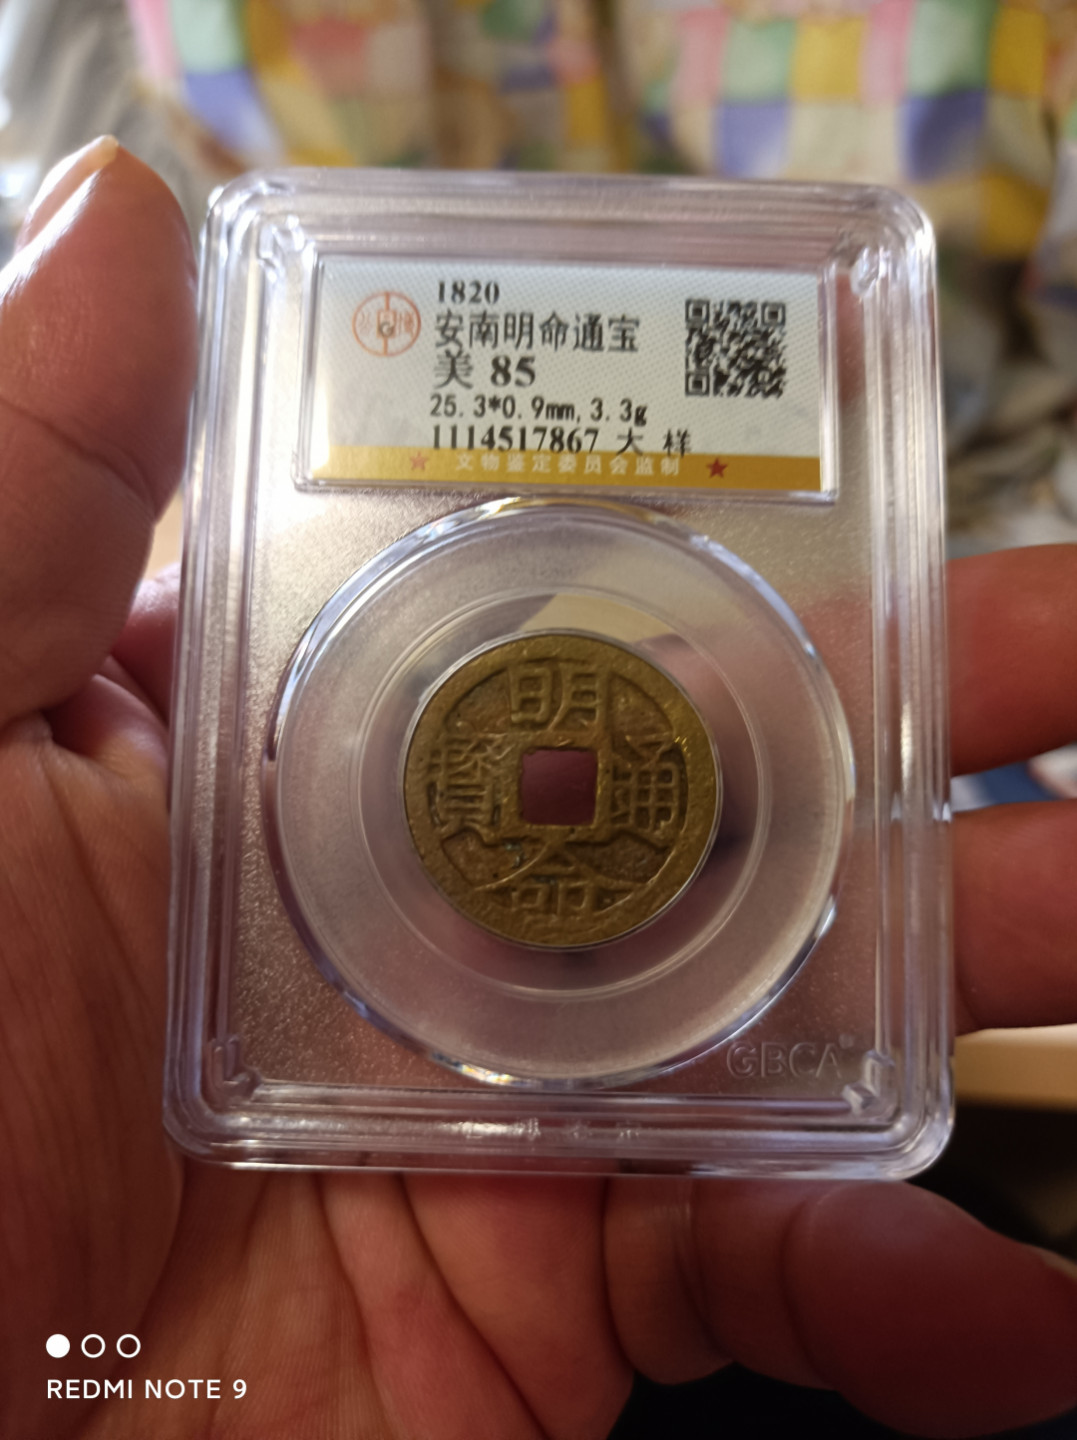 1820
安南明命通宝
美 85
25.3*0.9mm,3.3g
1114517867 大 样
文物鉴定委员会监制
明
寶 通
命
GBCA
REDMI NOTE 9